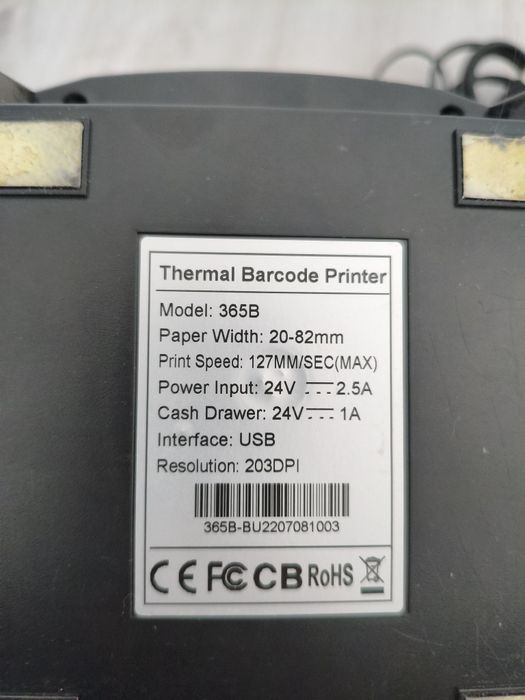 Thermal Barcode Printer
Model: 365B
Paper Width: 20-82mm
Print Speed: 127MM/SEC(MAX)
Power Input: 24V ⎓ 2.5A
Cash Drawer: 24V ⎓ 1A
Interface: USB
Resolution: 203DPI
365B-BU2207081003
CE FC CB RoHS